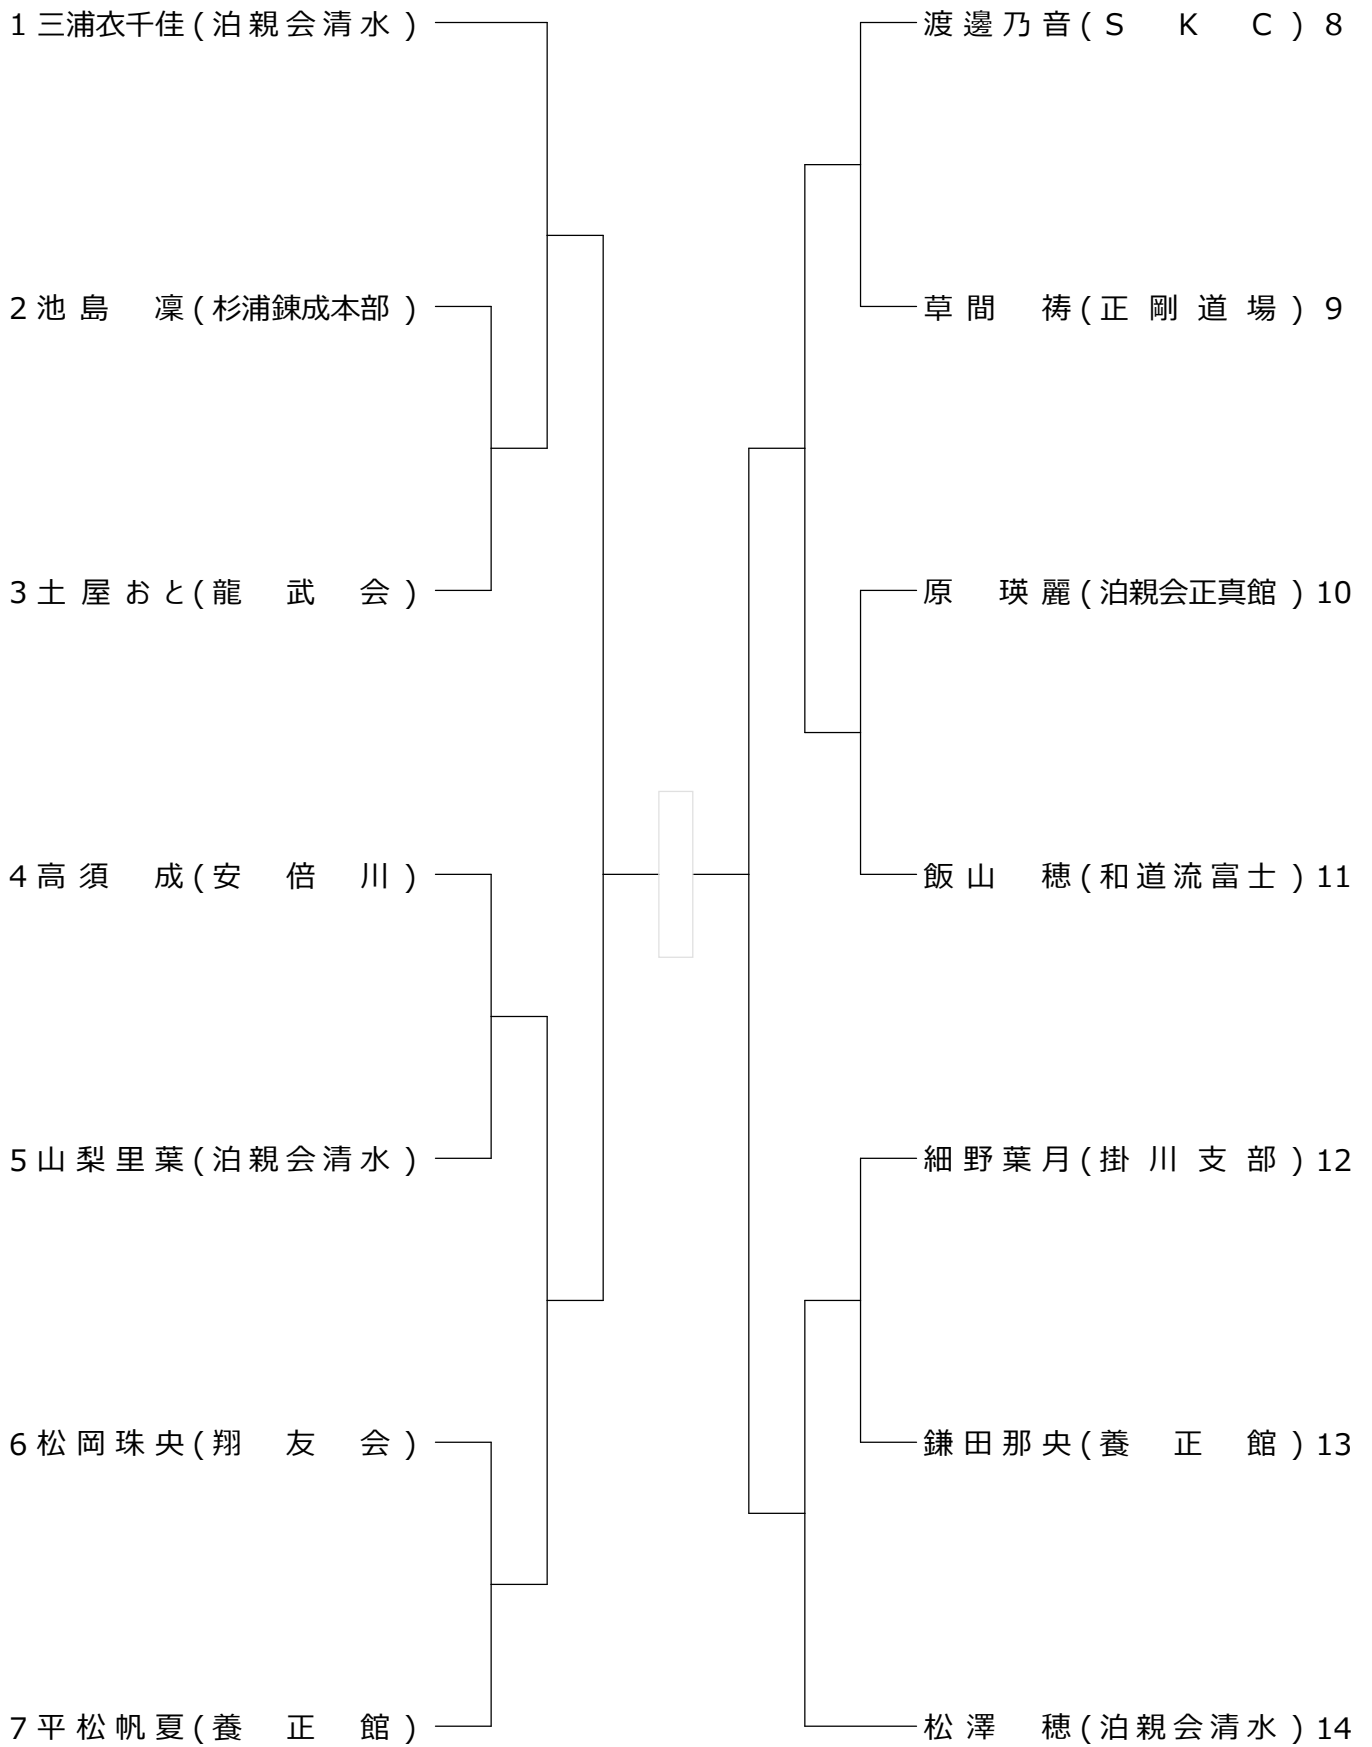 1 三浦衣千佳 ( 泊親会清水 )
2 池島 凜 ( 杉浦錬成本部 )
3 土屋おと ( 龍武会 )
4 高須 成 ( 安倍川 )
5 山梨里葉 ( 泊親会清水 )
6 松岡珠央 ( 翔友会 )
7 平松帆夏 ( 養正館 )
渡邊乃音 ( S K C ) 8
草間 祷 ( 正剛道場 ) 9
原 瑛麗 ( 泊親会正真館 ) 10
飯山 穂 ( 和道流富士 ) 11
細野葉月 ( 掛川支部 ) 12
鎌田那央 ( 養正館 ) 13
松澤 穂 ( 泊親会清水 ) 14